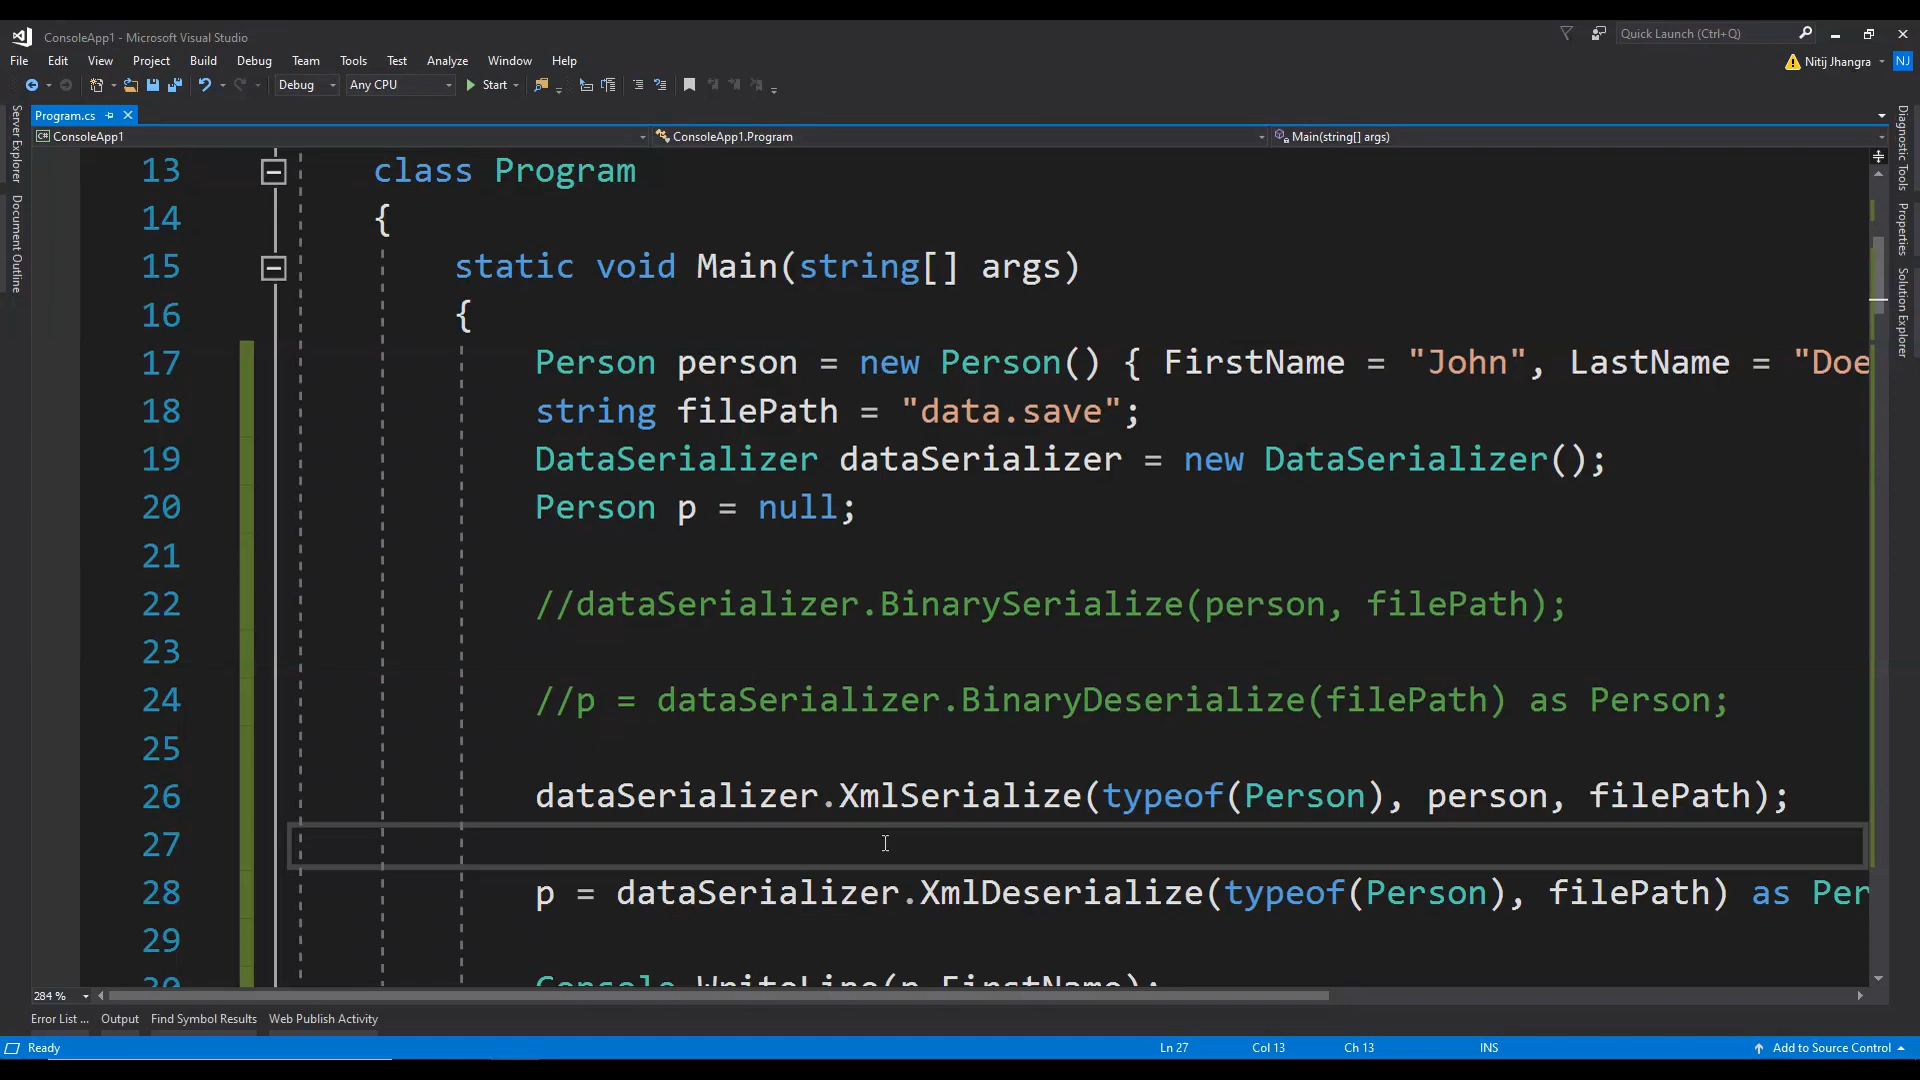 ConsoleApp1 - Microsoft Visual Studio
Quick Launch (Ctrl+Q)
File Edit View Project Build Debug Team Tools Test Analyze Window Help
Nitij Jhangra NJ
Debug Any CPU Start
Program.cs
ConsoleApp1 ConsoleApp1.Program Main(string[] args)
Server Explorer
Document Outline
Diagnostic Tools
Properties
Solution Explorer
13 class Program
14 {
15 static void Main(string[] args)
16 {
17 Person person = new Person() { FirstName = "John", LastName = "Doe
18 string filePath = "data.save";
19 DataSerializer dataSerializer = new DataSerializer();
20 Person p = null;
21
22 //dataSerializer.BinarySerialize(person, filePath);
23
24 //p = dataSerializer.BinaryDeserialize(filePath) as Person;
25
26 dataSerializer.XmlSerialize(typeof(Person), person, filePath);
27
28 p = dataSerializer.XmlDeserialize(typeof(Person), filePath) as Per
29
30 Console.WriteLine(p.FirstName);
284 %
Error List ... Output Find Symbol Results Web Publish Activity
Ready Ln 27 Col 13 Ch 13 INS Add to Source Control